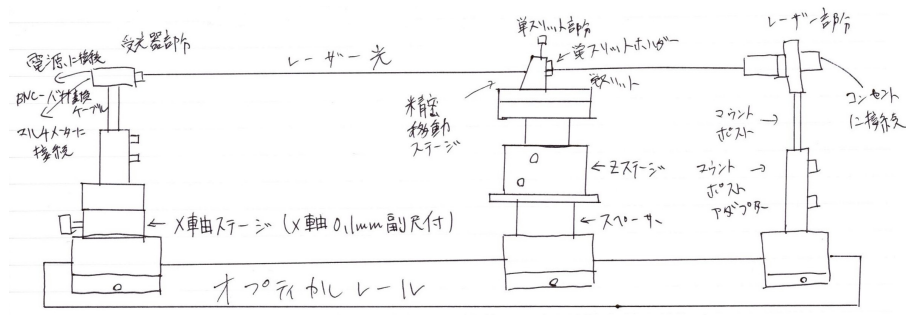 受光器部分
電源に接続
BNC-バナナ直接
ケーブル
マルチメーターに
接続
レーザー光
単スリット部分
単スリットホルダー
単スリット
精密
移動
ステージ
レーザー部分
コンセント
に接続
マウント
ポスト
マウント
ポスト
アダプター
Zステージ
スペーサー
X軸ステージ(X軸0.1mm副尺付)
オプティカルレール